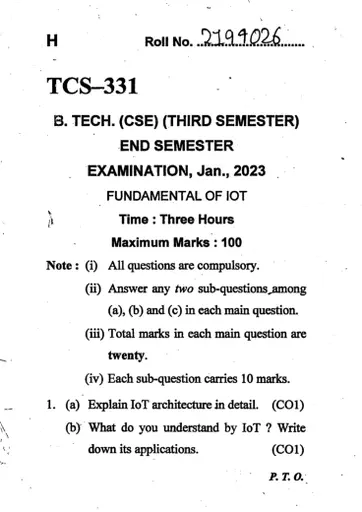 H Roll No. ..2199026......
TCS–331
B. TECH. (CSE) (THIRD SEMESTER)
END SEMESTER
EXAMINATION, Jan., 2023
FUNDAMENTAL OF IOT
Time : Three Hours
Maximum Marks : 100
Note : (i) All questions are compulsory.
(ii) Answer any two sub-questions among
(a), (b) and (c) in each main question.
(iii) Total marks in each main question are
twenty.
(iv) Each sub-question carries 10 marks.
1. (a) Explain IoT architecture in detail. (CO1)
(b) What do you understand by IoT ? Write
down its applications. (CO1)
P. T. O.